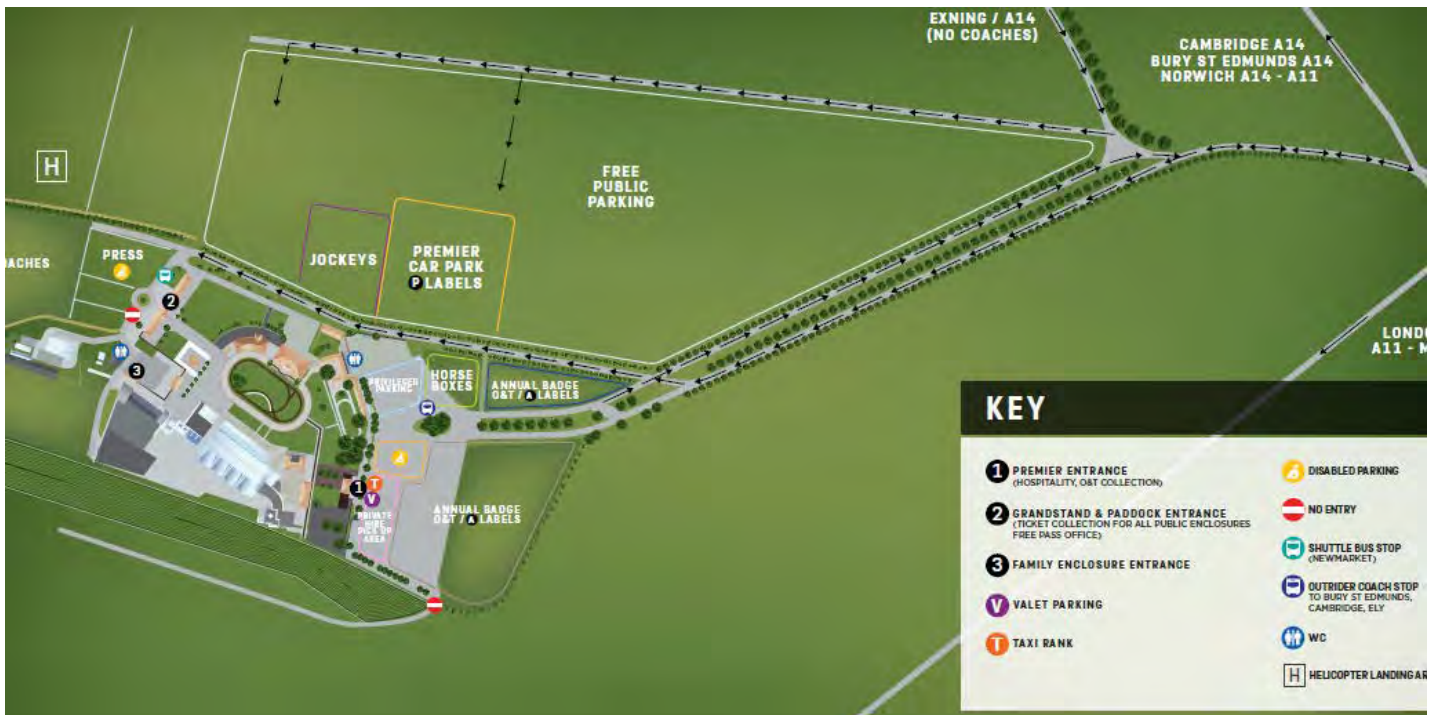 EXNING / A14
(NO COACHES)
CAMBRIDGE A14
BURY ST EDMUNDS A14
NORWICH A14 - A11
H
FREE
PUBLIC
PARKING
PRESS
JOCKEYS
PREMIER
CAR PARK
P LABELS
ACHES
2
3
PRIVILEGED
PARKING
HORSE
BOXES
ANNUAL BADGE
O&T / A LABELS
LONDO
A11 - M
1
T
V
PRIVATE
HIRE
PICK UP
AREA
ANNUAL BADGE
O&T / A LABELS
KEY
1 PREMIER ENTRANCE
(HOSPITALITY, O&T COLLECTION)
2 GRANDSTAND & PADDOCK ENTRANCE
(TICKET COLLECTION FOR ALL PUBLIC ENCLOSURES
FREE PASS OFFICE)
3 FAMILY ENCLOSURE ENTRANCE
V VALET PARKING
T TAXI RANK
DISABLED PARKING
NO ENTRY
SHUTTLE BUS STOP
(NEWMARKET)
OUTRIDER COACH STOP
TO BURY ST EDMUNDS,
CAMBRIDGE, ELY
WC
H HELICOPTER LANDING AR